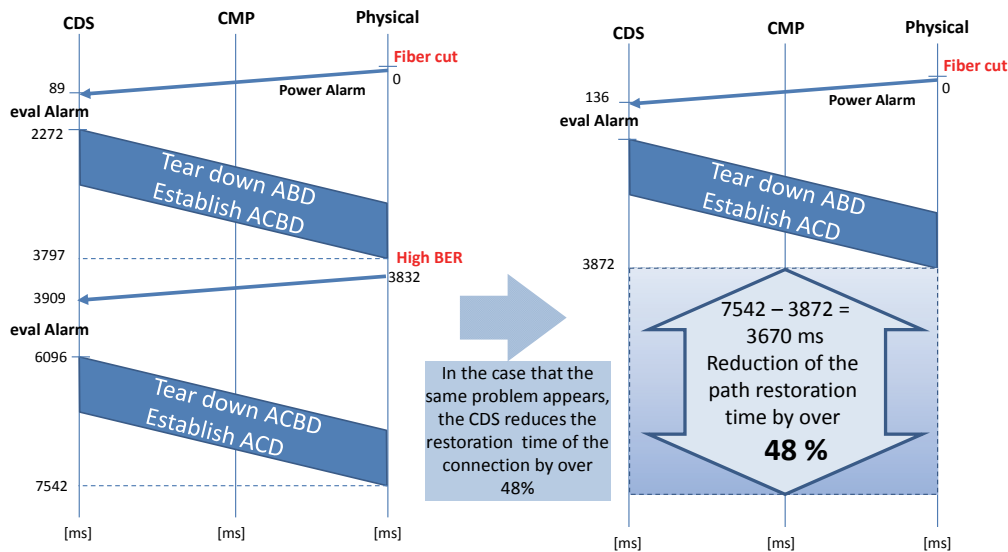 CDS
CMP
Physical
Fiber cut
0
89
Power Alarm
eval Alarm
2272
Tear down ABD
Establish ACBD
3797
High BER
3832
3909
eval Alarm
6096
Tear down ACBD
Establish ACD
7542
[ms]
[ms]
[ms]
In the case that the
same problem appears,
the CDS reduces the
restoration time of the
connection by over
48%
CDS
CMP
Physical
Fiber cut
0
136
Power Alarm
eval Alarm
Tear down ABD
Establish ACD
3872
7542 – 3872 =
3670 ms
Reduction of the
path restoration
time by over
48 %
[ms]
[ms]
[ms]